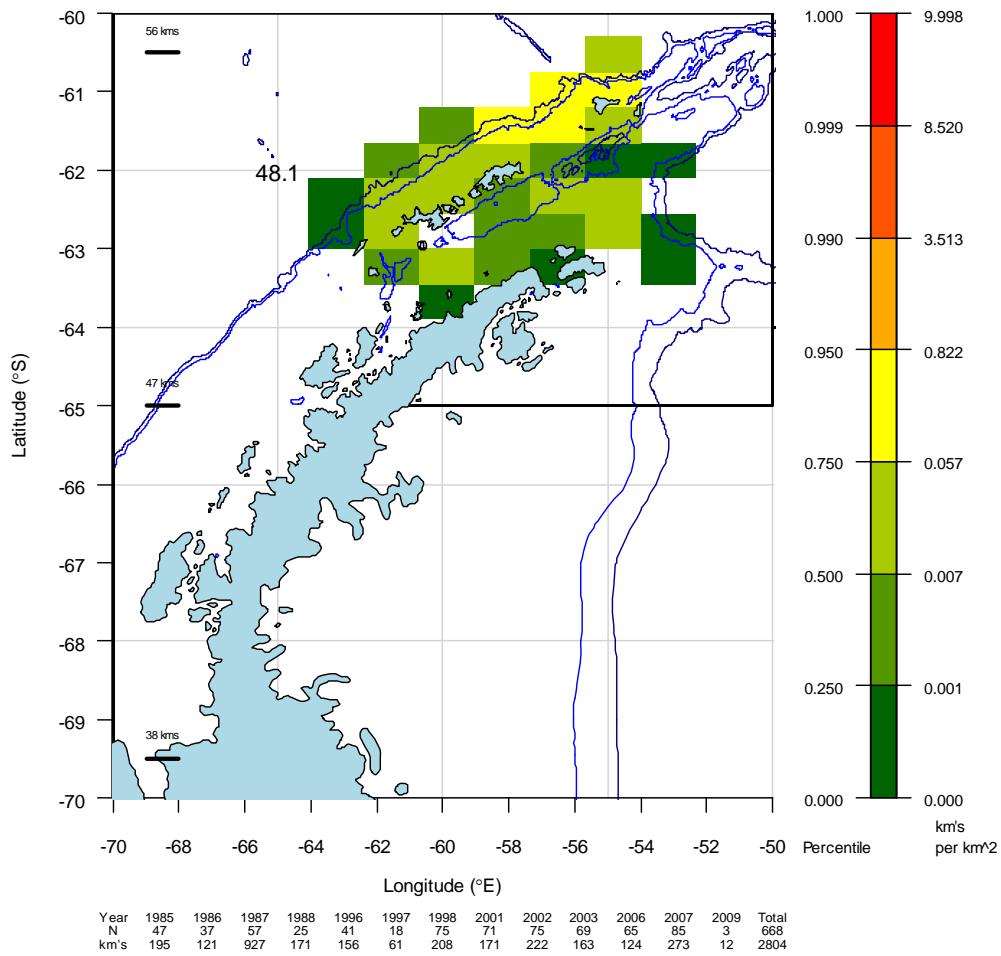 -60
-61
-62
-63
-64
-65
-66
-67
-68
-69
-70
Latitude (°S)
56 kms
48.1
47 kms
38 kms
-70 -68 -66 -64 -62 -60 -58 -56 -54 -52 -50
Longitude (°E)
1.000 9.998
0.999 8.520
0.990 3.513
0.950 0.822
0.750 0.057
0.500 0.007
0.250 0.001
0.000 0.000
Percentile
km's
per km^2
Year 1985 1986 1987 1988 1996 1997 1998 2001 2002 2003 2006 2007 2009 Total
N 47 37 57 25 41 18 75 71 75 69 65 85 3 668
km's 195 121 927 171 156 61 208 171 222 163 124 273 12 2804